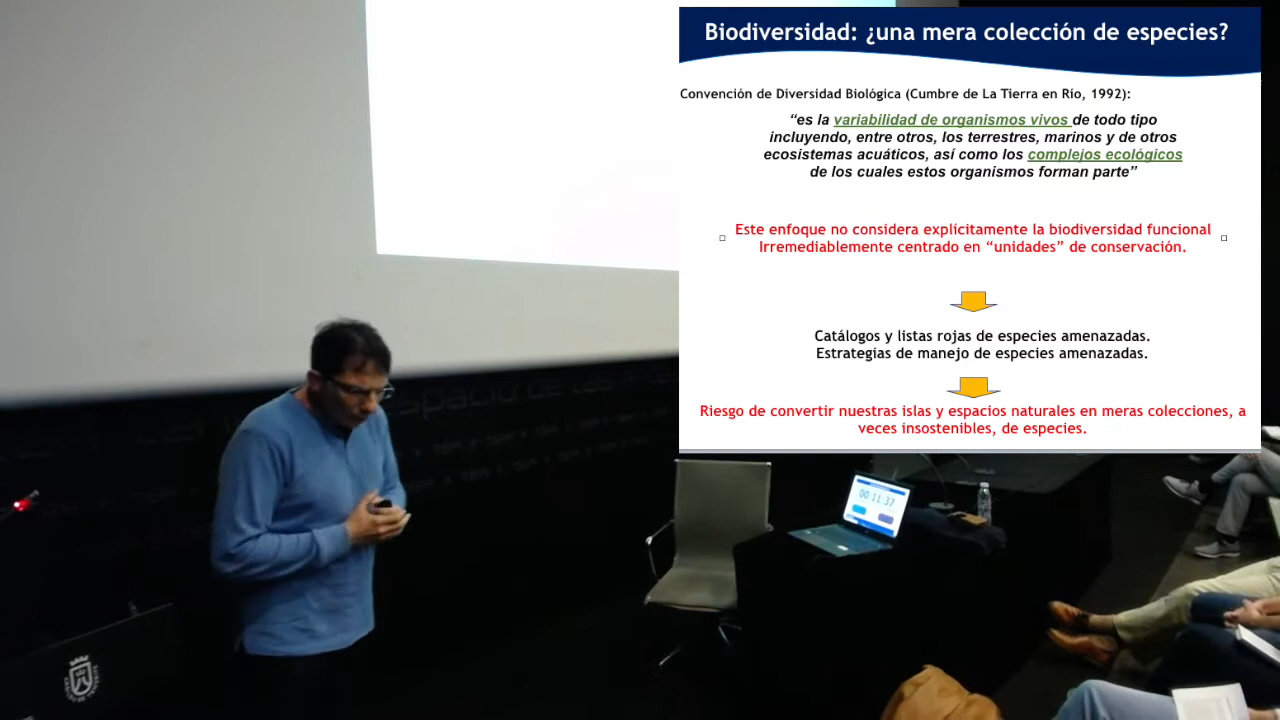 Biodiversidad: ¿una mera colección de especies?
Convención de Diversidad Biológica (Cumbre de La Tierra en Río, 1992):
“es la variabilidad de organismos vivos de todo tipo
incluyendo, entre otros, los terrestres, marinos y de otros
ecosistemas acuáticos, así como los complejos ecológicos
de los cuales estos organismos forman parte”
Este enfoque no considera explícitamente la biodiversidad funcional
Irremediablemente centrado en “unidades” de conservación.
Catálogos y listas rojas de especies amenazadas.
Estrategias de manejo de especies amenazadas.
Riesgo de convertir nuestras islas y espacios naturales en meras colecciones, a
veces insostenibles, de especies.
00:11:37